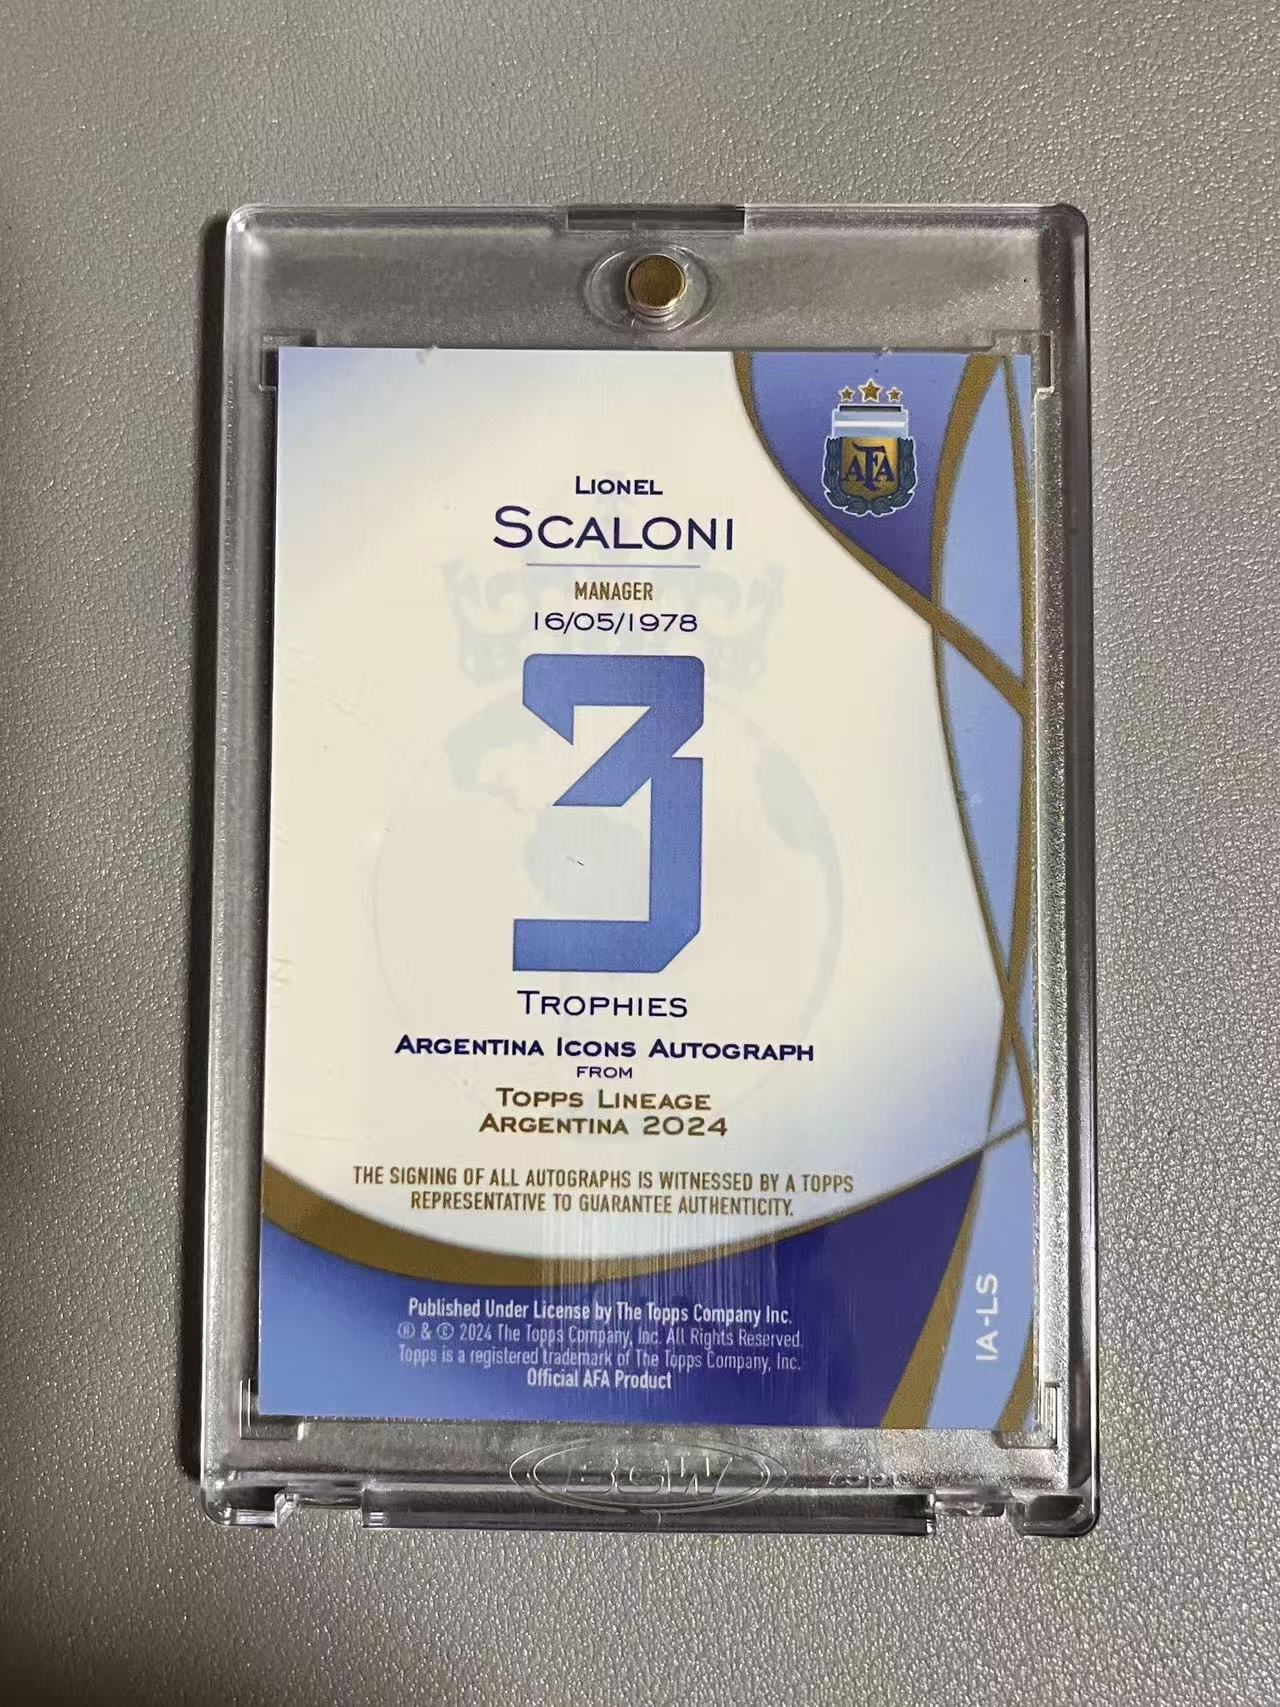 AFA
LIONEL
SCALONI
MANAGER
16/05/1978
3
TROPHIES
ARGENTINA ICONS AUTOGRAPH
FROM
TOPPS LINEAGE
ARGENTINA 2024
THE SIGNING OF ALL AUTOGRAPHS IS WITNESSED BY A TOPPS
REPRESENTATIVE TO GUARANTEE AUTHENTICITY.
Published Under License by The Topps Company Inc.
® & © 2024 The Topps Company, Inc. All Rights Reserved.
Topps is a registered trademark of The Topps Company, Inc.
Official AFA Product
IA-LS
BCW